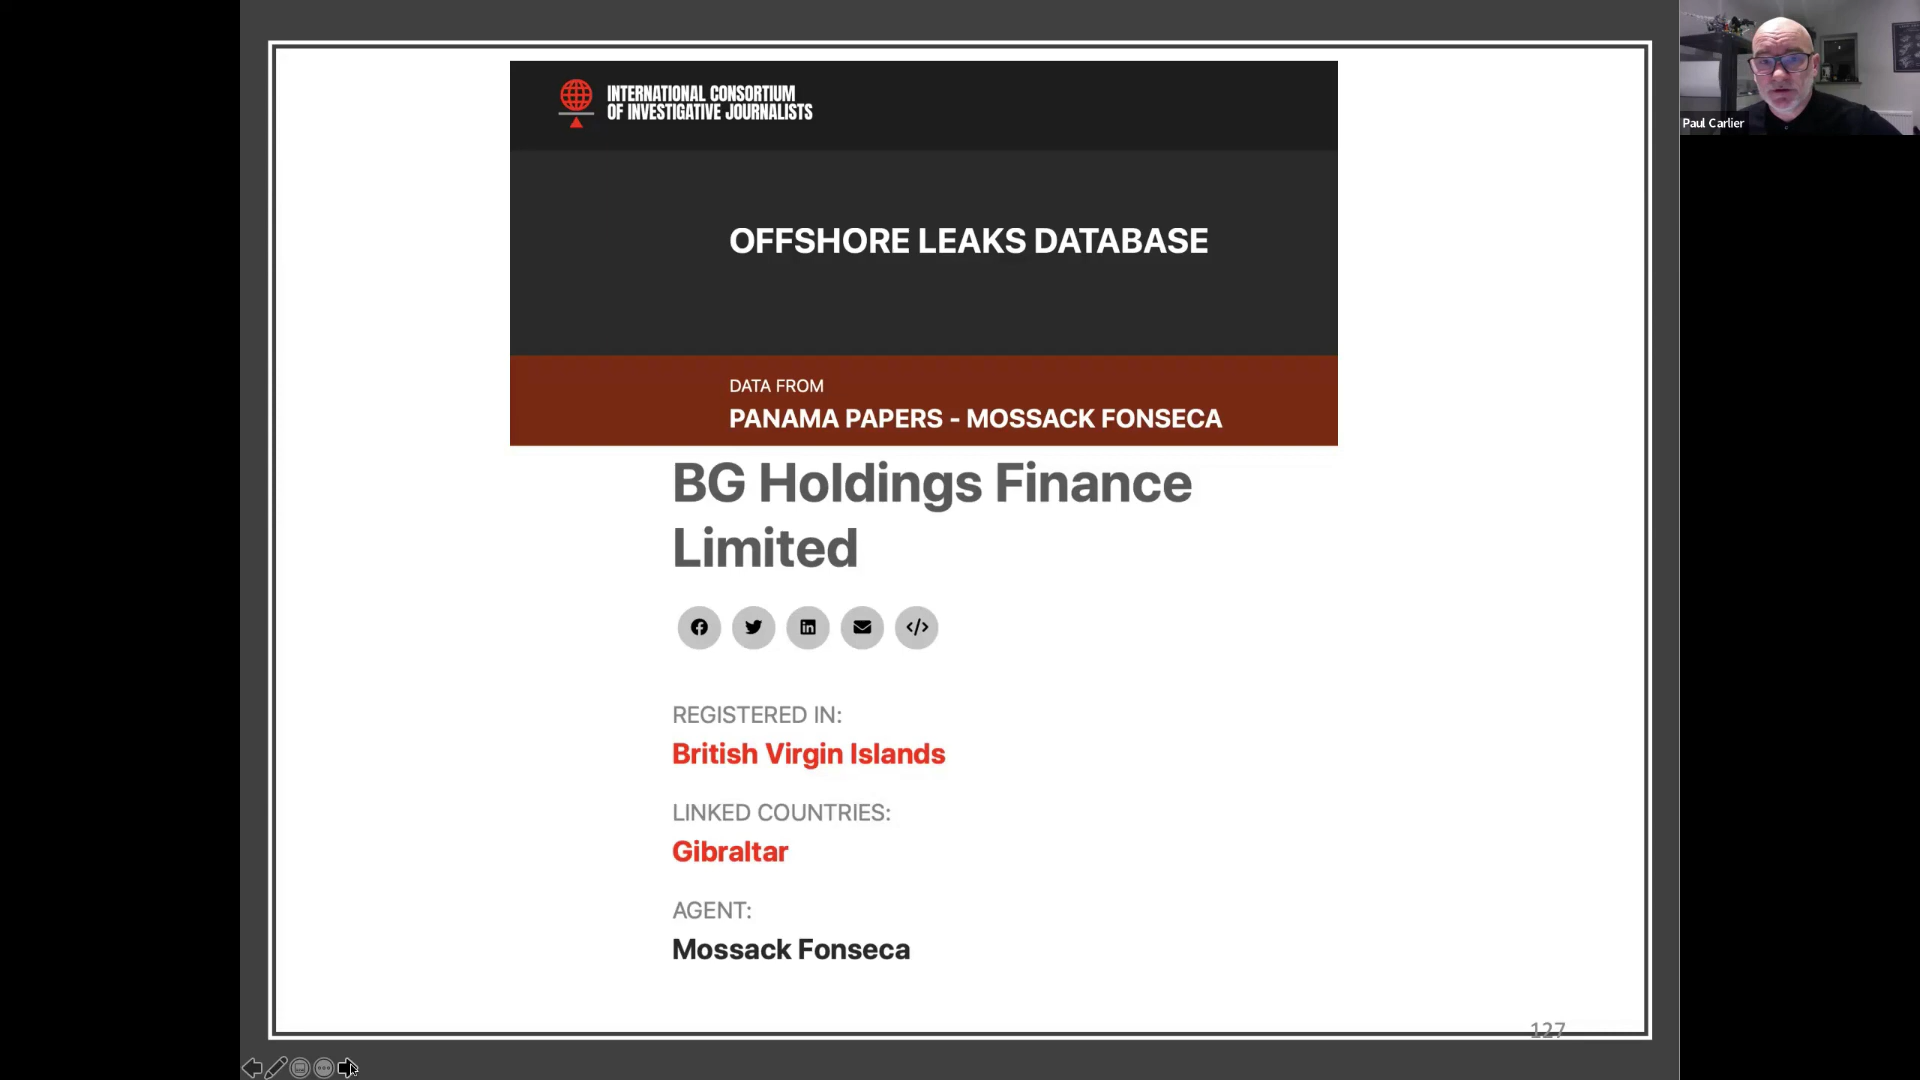 INTERNATIONAL CONSORTIUM
OF INVESTIGATIVE JOURNALISTS
OFFSHORE LEAKS DATABASE
DATA FROM
PANAMA PAPERS - MOSSACK FONSECA
BG Holdings Finance
Limited
REGISTERED IN:
British Virgin Islands
LINKED COUNTRIES:
Gibraltar
AGENT:
Mossack Fonseca
127
Paul Carlier